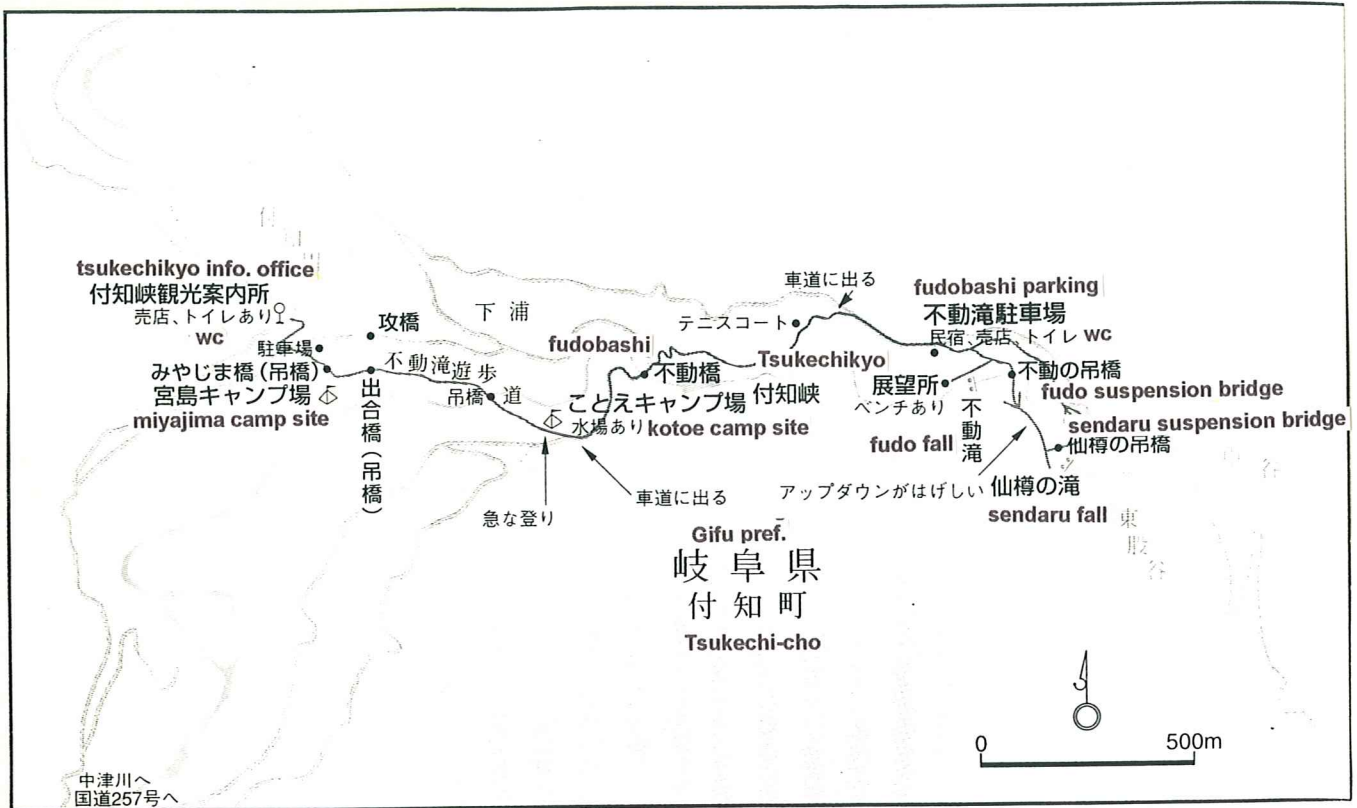 tsukechikyo info. office
付知峡観光案内所
売店、トイレあり
wc
駐車場
みやじま橋(吊橋)
宮島キャンプ場
miyajima camp site
攻橋
出合橋(吊橋)
不動滝遊歩道
吊橋
下浦
急な登り
車道に出る
ことえキャンプ場
水場あり
kotoe camp site
fudobashi
不動橋
Tsukechikyo
付知峡
テニスコート
車道に出る
fudobashi parking
不動滝駐車場
民宿、売店、トイレ wc
展望所
ベンチあり
不動滝
fudo fall
不動の吊橋
fudo suspension bridge
sendaru suspension bridge
仙樽の吊橋
アップダウンがはげしい
仙樽の滝
sendaru fall
東股谷
谷
Gifu pref.
岐阜県
付知町
Tsukechi-cho
0
500m
中津川へ
国道257号へ